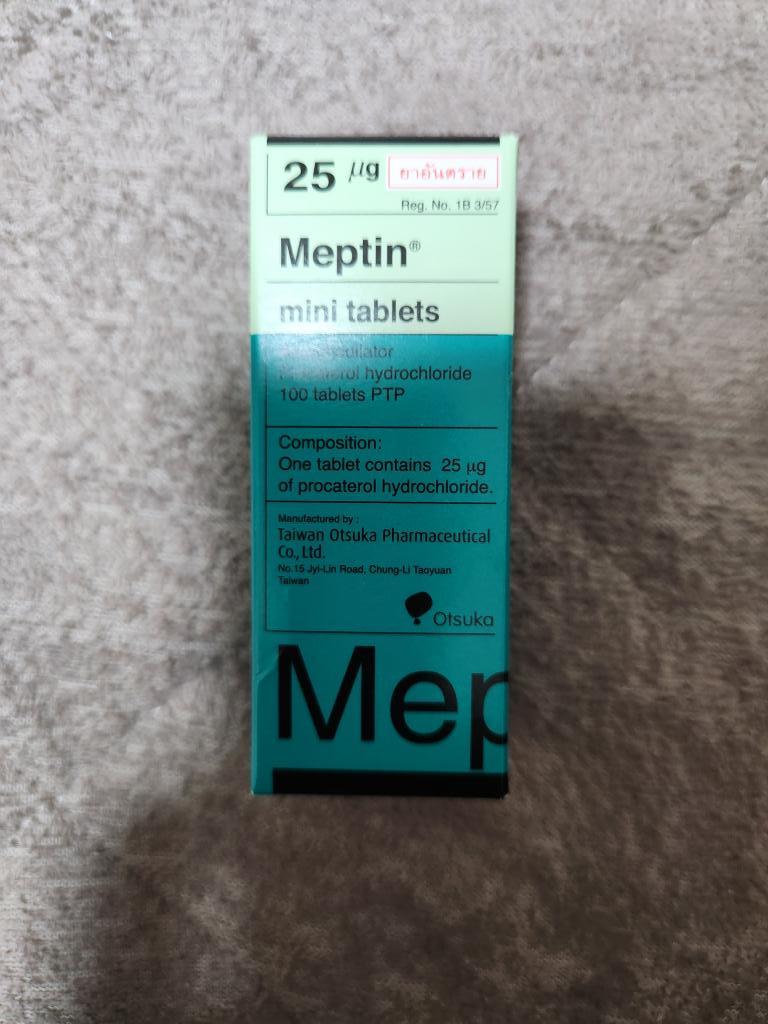 25 µg ยาอันตราย
Reg. No. 1B 3/57
Meptin®
mini tablets
hydrochloride
100 tablets PTP
Composition:
One tablet contains 25 µg
of procaterol hydrochloride.
Manufactured by :
Taiwan Otsuka Pharmaceutical
Co., Ltd.
No.15 Jyi-Lin Road, Chung-Li Taoyuan
Taiwan
Otsuka
Mep